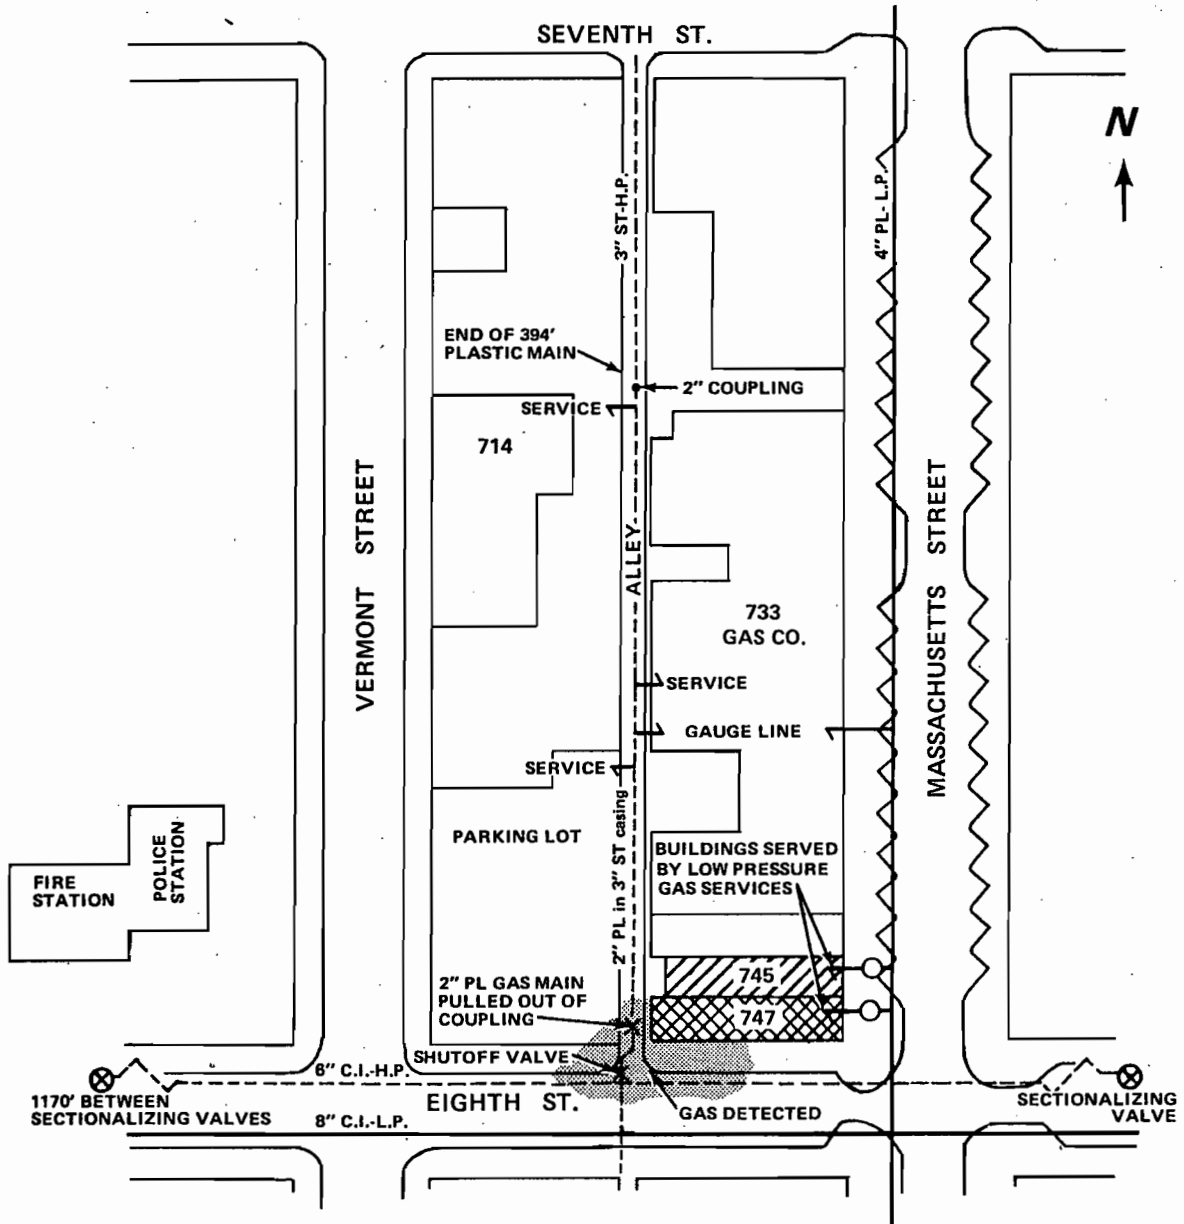 SEVENTH ST.
N
3" ST-H.P.
4" PL-L.P.
END OF 394'
PLASTIC MAIN
2" COUPLING
SERVICE
714
VERMONT STREET
ALLEY
MASSACHUSETTS STREET
733
GAS CO.
SERVICE
GAUGE LINE
SERVICE
2" PL in 3" ST casing
PARKING LOT
BUILDINGS SERVED
BY LOW PRESSURE
GAS SERVICES
FIRE
STATION
POLICE
STATION
745
2" PL GAS MAIN
PULLED OUT OF
COUPLING
747
SHUTOFF VALVE
6" C.I.-H.P.
1170' BETWEEN
SECTIONALIZING VALVES
EIGHTH ST.
GAS DETECTED
SECTIONALIZING
VALVE
8" C.I.-L.P.